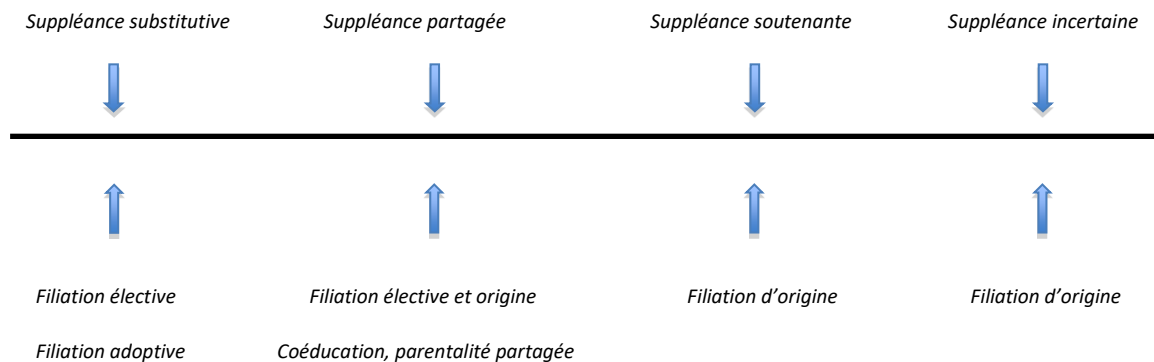 Suppléance substitutive Suppléance partagée Suppléance soutenante Suppléance incertaine
Filiation élective Filiation élective et origine Filiation d’origine Filiation d’origine
Filiation adoptive Coéducation, parentalité partagée